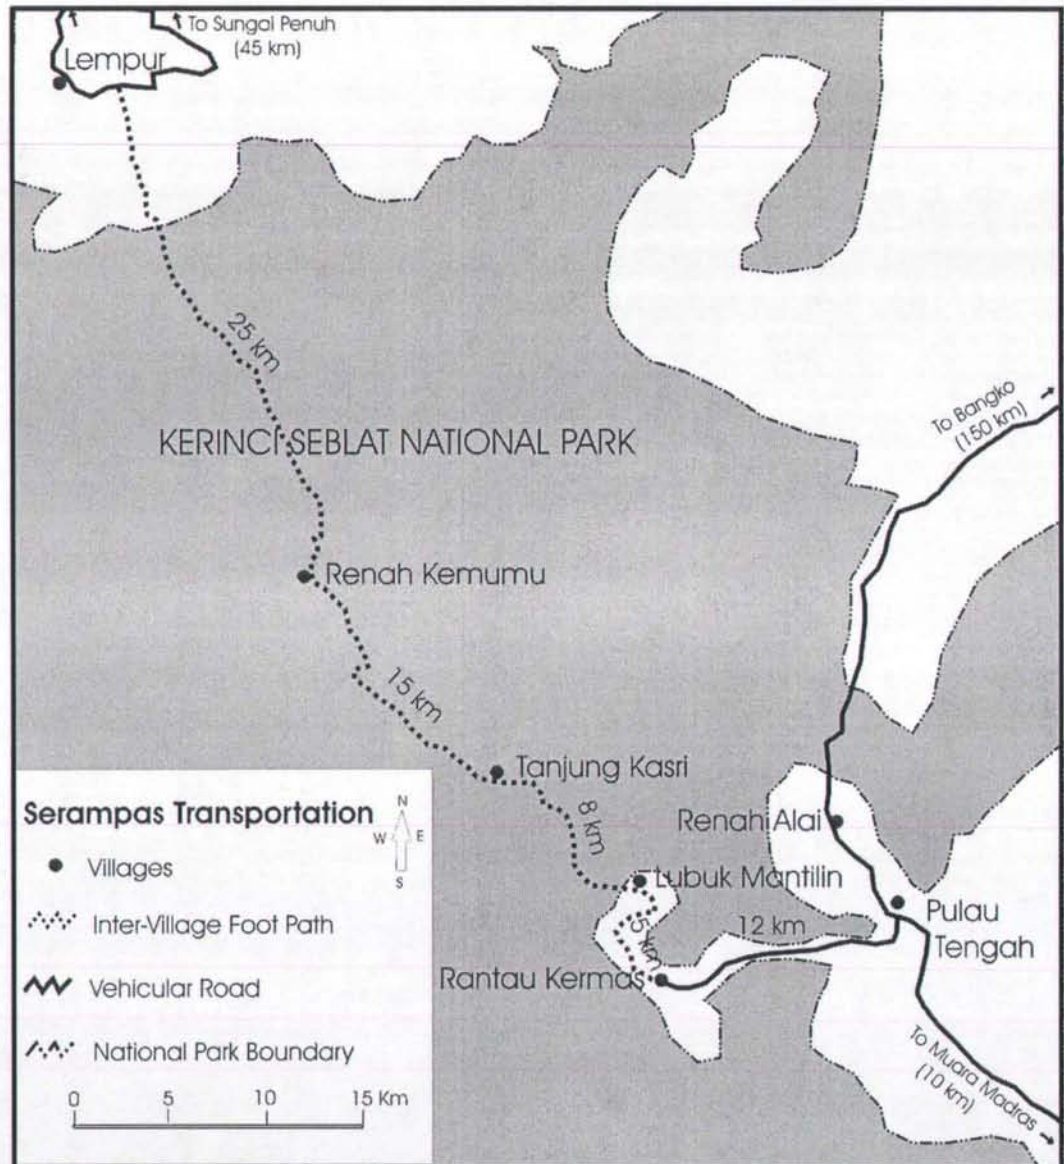 To Sungai Penuh
(45 km)
Lempur
25 km
To Bangko
(150 km)
KERINCI SEBLAT NATIONAL PARK
Renah Kemumu
15 km
Tanjung Kasri
8 km
Renah Alai
Lubuk Mantilin
Pulau
Tengah
12 km
5 km
Rantau Kermas
To Muara Madras
(10 km)
Serampas Transportation
N
W E
S
Villages
Inter-Village Foot Path
Vehicular Road
National Park Boundary
0 5 10 15 Km